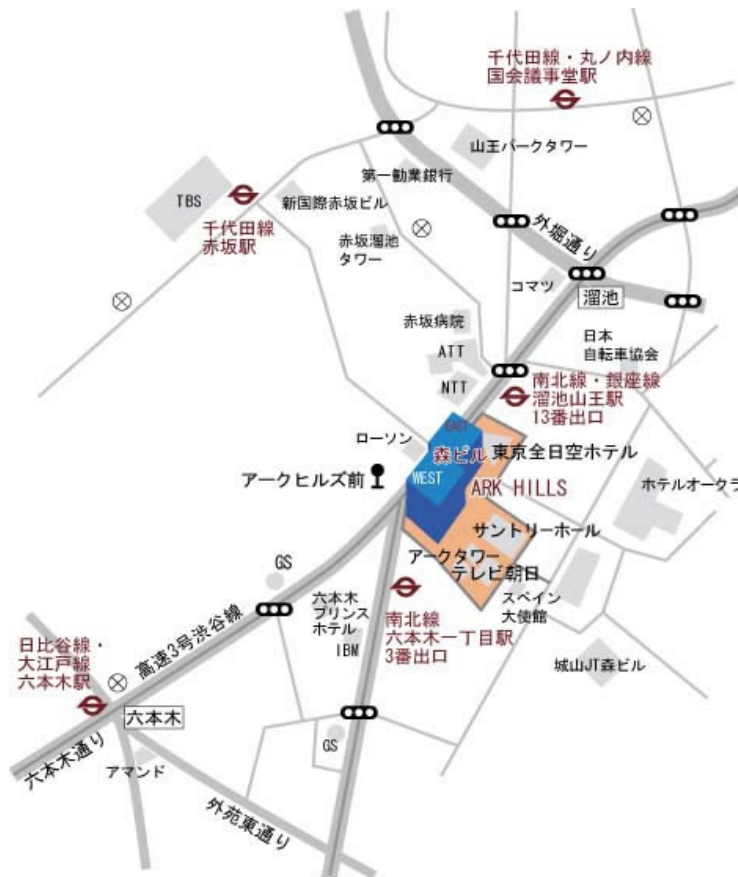 千代田線・丸ノ内線
国会議事堂駅
山王パークタワー
第一勧業銀行
TBS
新国際赤坂ビル
千代田線
赤坂駅
赤坂溜池
タワー
外堀通り
コマツ
溜池
赤坂病院
ATT
NTT
日本
自転車協会
南北線・銀座線
溜池山王駅
13番出口
EAST
ローソン
森ビル
東京全日空ホテル
アークヒルズ前
WEST
ARK HILLS
ホテルオークラ
サントリーホール
アークタワー
テレビ朝日
GS
六本木
プリンス
ホテル
IBM
南北線
六本木一丁目駅
3番出口
スペイン
大使館
城山JT森ビル
高速3号渋谷線
日比谷線・
大江戸線
六本木駅
六本木
六本木通り
アマンド
GS
外苑東通り